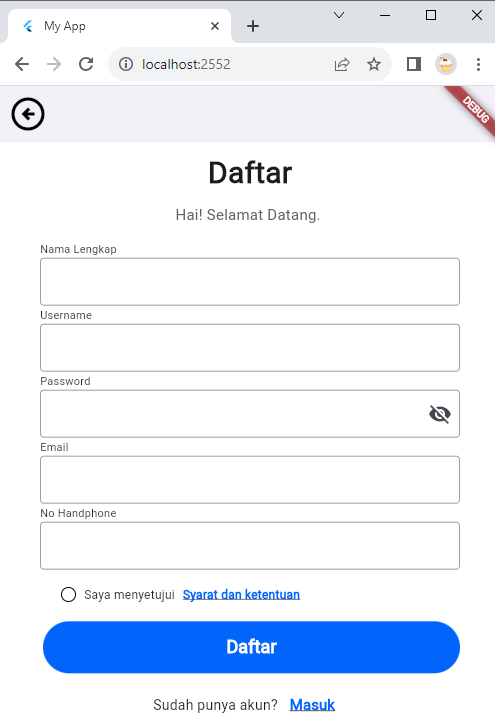 My App
localhost:2552
DEBUG
Daftar
Hai! Selamat Datang.
Nama Lengkap
Username
Password
Email
No Handphone
Saya menyetujui Syarat dan ketentuan
Daftar
Sudah punya akun? Masuk